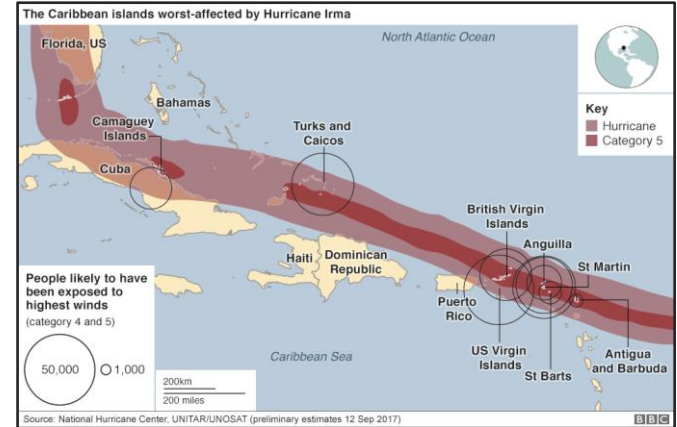 The Caribbean islands worst-affected by Hurricane Irma
North Atlantic Ocean
Florida, US
Bahamas
Key
Hurricane
Category 5
Camaguey
Islands
Turks and
Caicos
Cuba
British Virgin
Islands
Anguilla
St Martin
Haiti
Dominican
Republic
Puerto
Rico
US Virgin
Islands
St Barts
Antigua
and Barbuda
People likely to have
been exposed to
highest winds
(category 4 and 5)
50,000
1,000
Caribbean Sea
200km
200 miles
Source: National Hurricane Center, UNITAR/UNOSAT (preliminary estimates 12 Sep 2017)
BBC